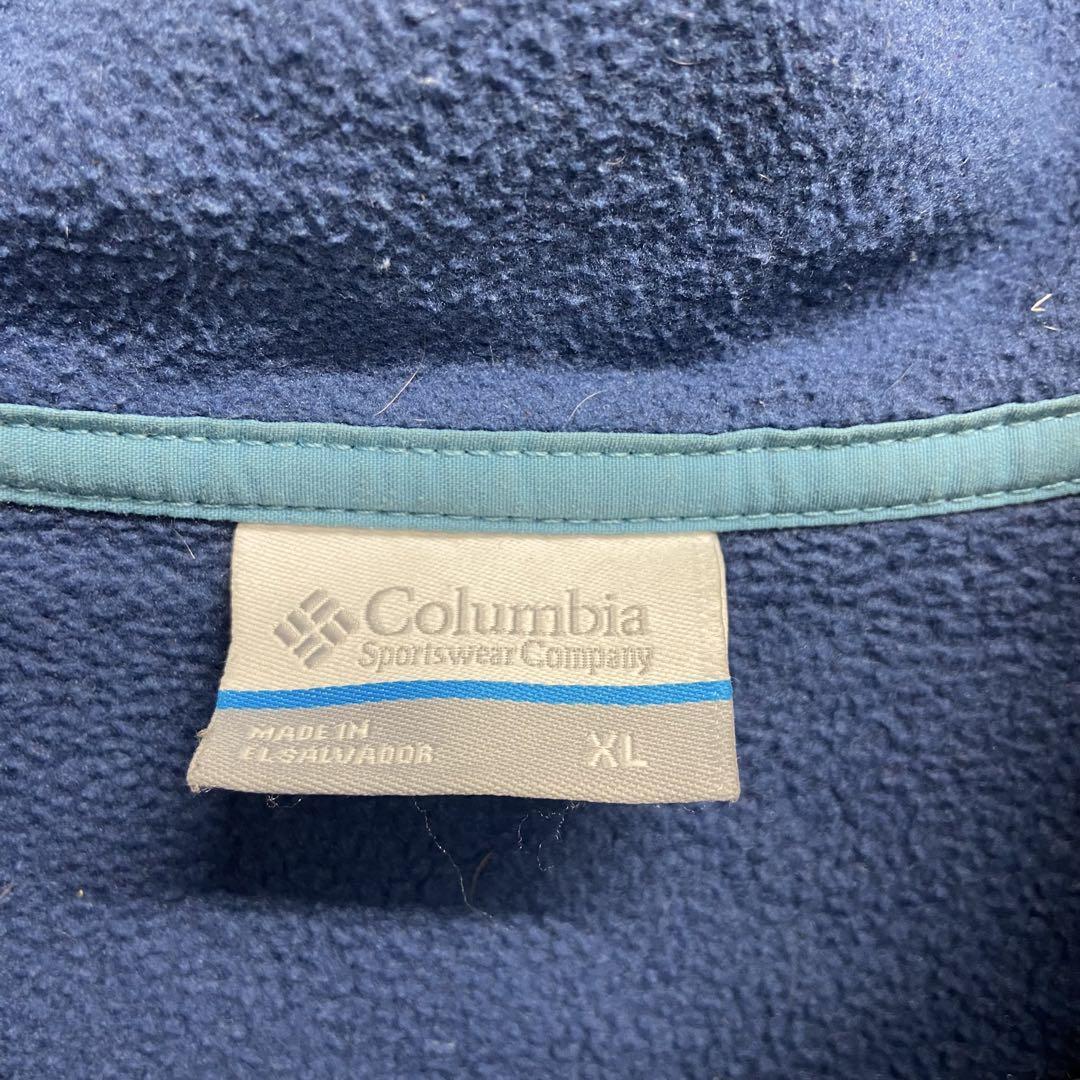 Columbia
Sportswear Company
MADE IN
EL SALVADOR
XL